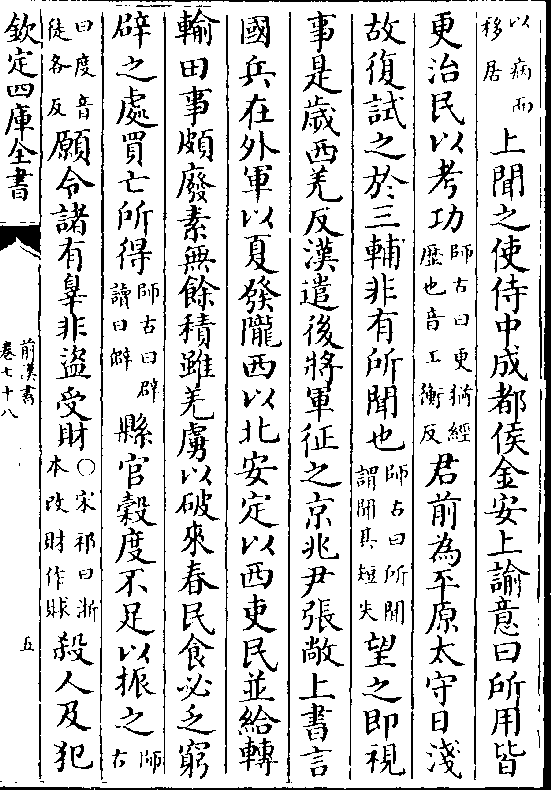 以病而移居上聞之使侍中成都侯金安上諭意曰所用皆
更治民以考功師古曰更猶經歷也音工衡反君前為平原太守日淺
故復試之於三輔非有所聞也師古曰所聞謂聞其短失望之即視
事是歲西羌反漢遣後將軍征之京兆尹張敞上書言
國兵在外軍以夏發隴西以北安定以西吏民並給轉
輸田事頗廢素無餘積雖羌虜以破來春民食必乏窮
辟之處買亡所得師古曰辟讀曰僻縣官穀度不足以振之師古
曰度音徒各反願令諸有辠非盗受財○宋祁曰浙本改財作賕殺人及犯
欽定四庫全書
前漢書
卷七十八
五